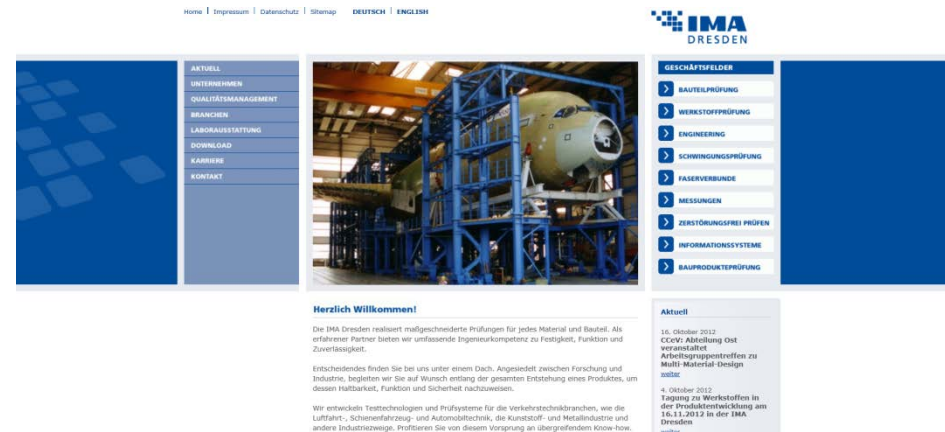 Home | Impressum | Datenschutz | Sitemap DEUTSCH | ENGLISH
IMA
DRESDEN
AKTUELL
UNTERNEHMEN
QUALITÄTSMANAGEMENT
BRANCHEN
LABORAUSSTATTUNG
DOWNLOAD
KARRIERE
KONTAKT
GESCHÄFTSFELDER
BAUTEILPRÜFUNG
WERKSTOFFPRÜFUNG
ENGINEERING
SCHWINGUNGSPRÜFUNG
FASERVERBUNDE
MESSUNGEN
ZERSTÖRUNGSFREI PRÜFEN
INFORMATIONSSYSTEME
BAUPRODUKTEPRÜFUNG
Herzlich Willkommen!
Die IMA Dresden realisiert maßgeschneiderte Prüfungen für jedes Material und Bauteil. Als
erfahrener Partner bieten wir umfassende Ingenieurkompetenz zu Festigkeit, Funktion und
Zuverlässigkeit.
Entscheidendes finden Sie bei uns unter einem Dach. Angesiedelt zwischen Forschung und
Industrie, begleiten wir Sie auf Wunsch entlang der gesamten Entstehung eines Produktes, um
dessen Haltbarkeit, Funktion und Sicherheit nachzuweisen.
Wir entwickeln Testtechnologien und Prüfsysteme für die Verkehrstechnikbranchen, wie die
Luftfahrt-, Schienenfahrzeug- und Automobiltechnik, die Kunststoff- und Metallindustrie und
andere Industriezweige. Profitieren Sie von diesem Vorsprung an übergreifendem Know-how.
Aktuell
16. Oktober 2012
CCeV: Abteilung Ost
veranstaltet
Arbeitsgruppentreffen zu
Multi-Material-Design
weiter
4. Oktober 2012
Tagung zu Werkstoffen in
der Produktentwicklung am
16.11.2012 in der IMA
Dresden
weiter